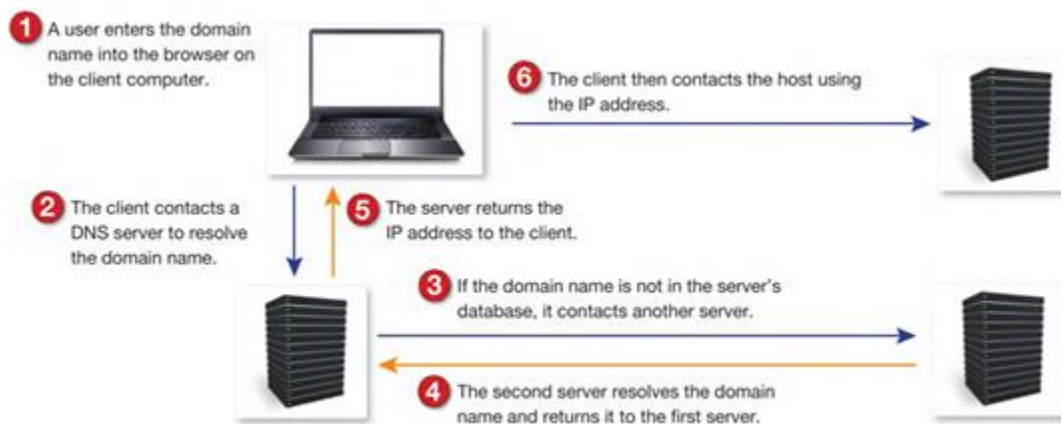 1 A user enters the domain
name into the browser on
the client computer.
6 The client then contacts the host using
the IP address.
2 The client contacts a
DNS server to resolve
the domain name.
5 The server returns the
IP address to the client.
3 If the domain name is not in the server's
database, it contacts another server.
4 The second server resolves the domain
name and returns it to the first server.